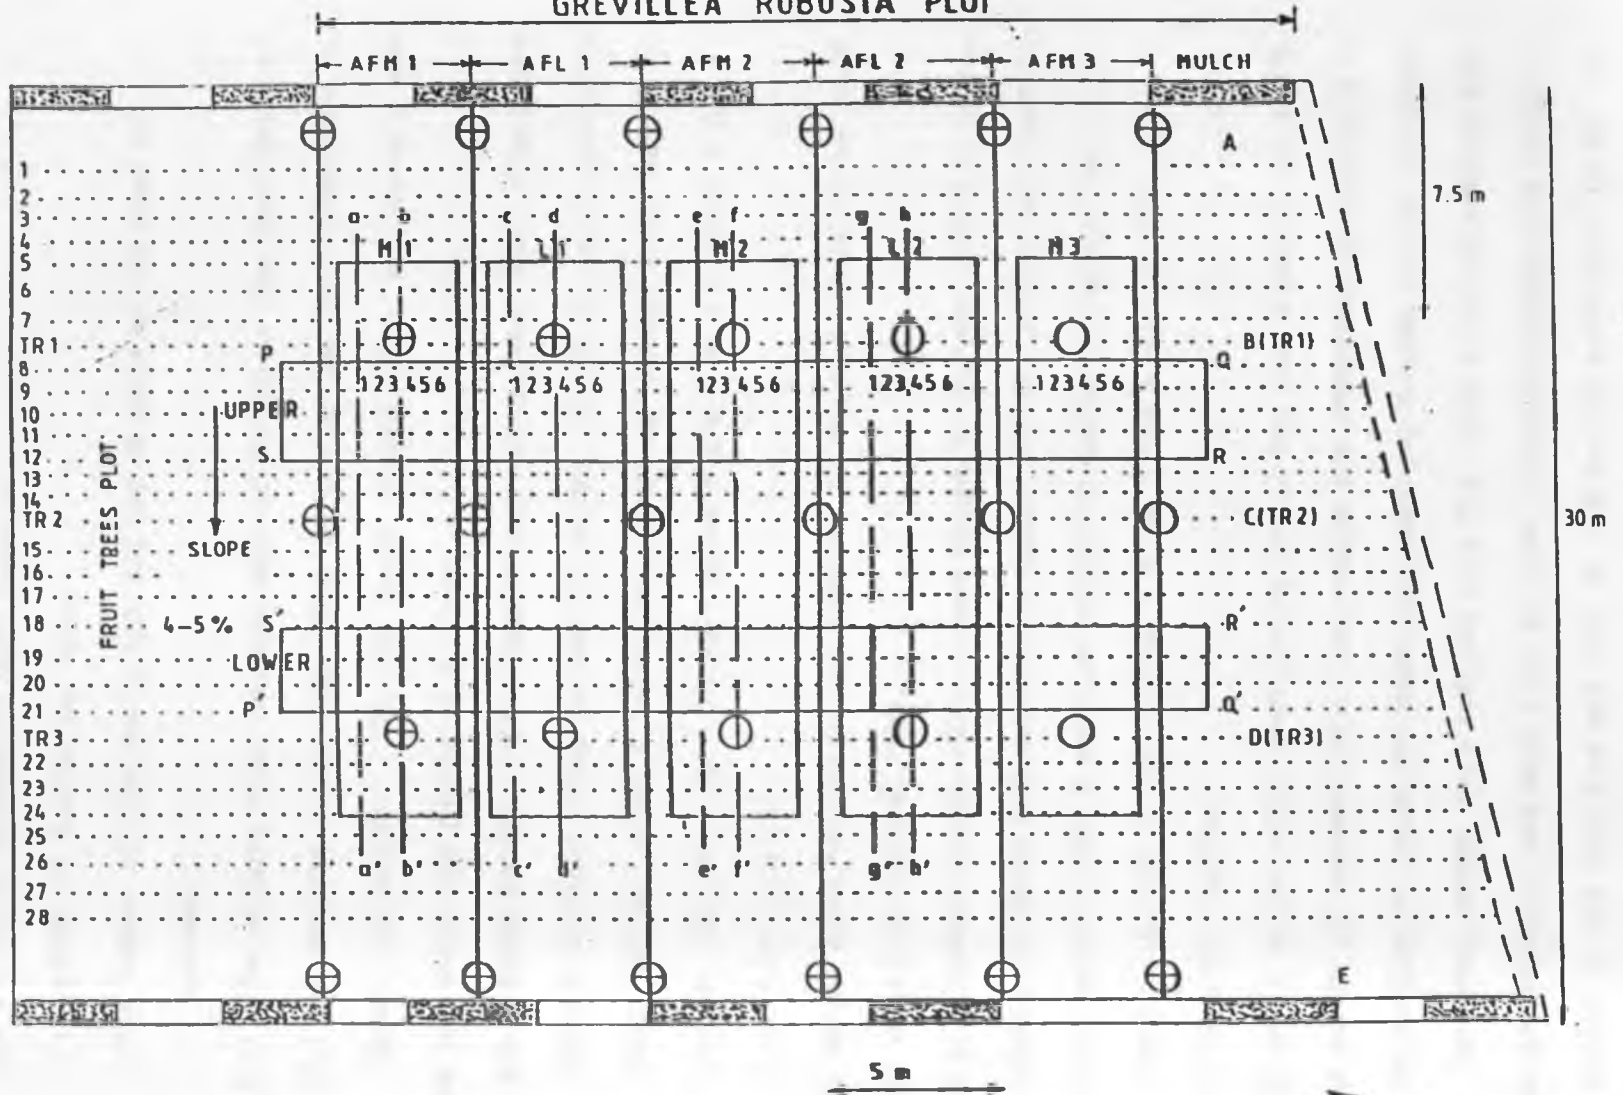 GREVILLEA ROBUSTA PLOT
AFM 1 AFL 1 AFM 2 AFL 2 AFM 3 MULCH
A
1
2
7.5 m
3 a b c d e f g h
4
5 M 1 L 1 M 2 L 2 M 3
6
7
TR1 B(TR1)
P Q
8
9 123456 123456 123456 123456 123456
10 UPPER
11
12 S R
13
14
TR 2 C(TR2) 30 m
15 SLOPE
16
17
FRUIT TREES PLOT
18 4-5% S' R'
19 LOWER
20
21 P' Q'
TR3 D(TR3)
22
23
24
25
26 a' b' c' d' e' f' g' h'
27
28
E
5 m